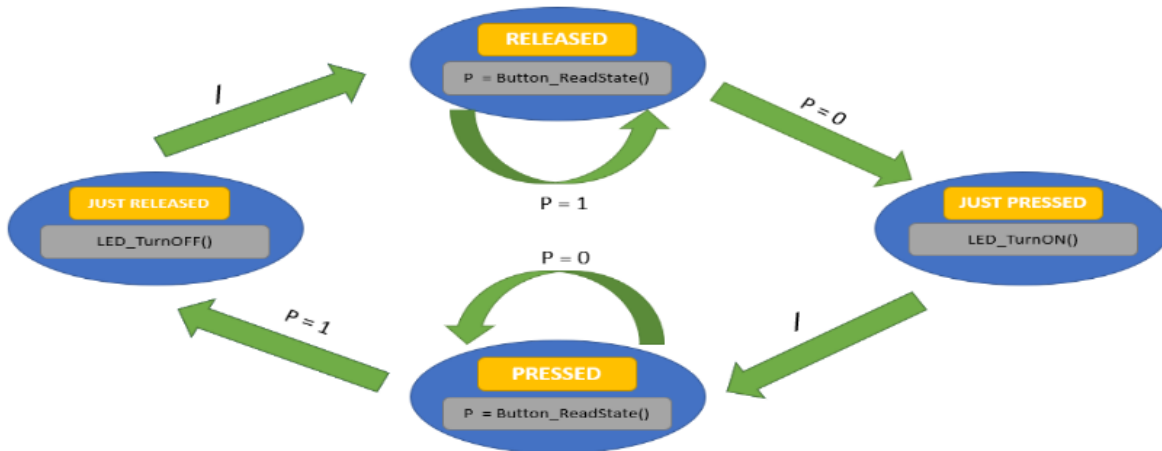 RELEASED
P = Button_ReadState()
/
P = 0
P = 1
JUST RELEASED
LED_TurnOFF()
JUST PRESSED
LED_TurnON()
P = 0
P = 1
/
PRESSED
P = Button_ReadState()